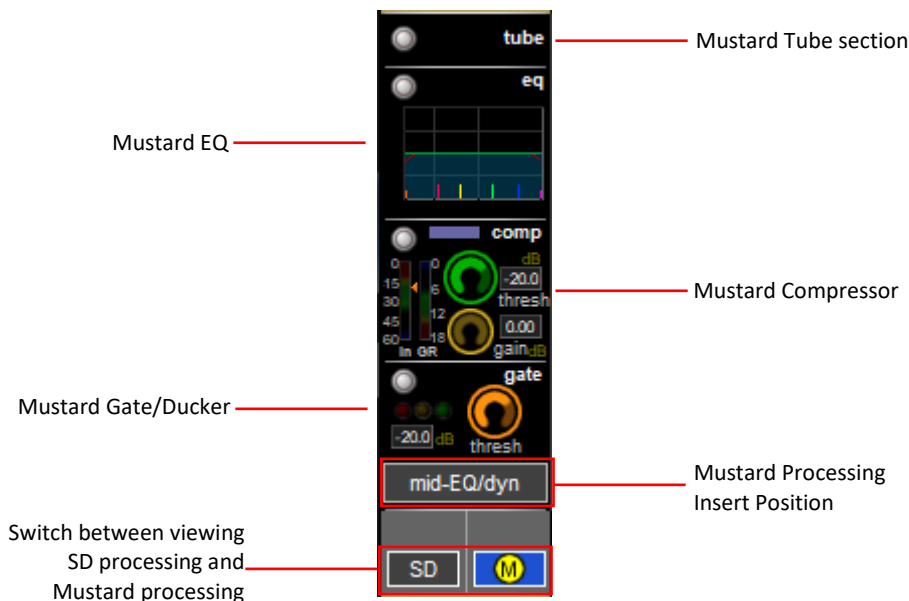 tube
Mustard Tube section
eq
Mustard EQ
comp
dB
0 0
-20.0
15 6
thresh
30
Mustard Compressor
12
45
0.00
60 18
gain dB
In GR
gate
Mustard Gate/Ducker
-20.0 dB
thresh
mid-EQ/dyn
Mustard Processing
Insert Position
Switch between viewing
SD processing and
Mustard processing
SD M